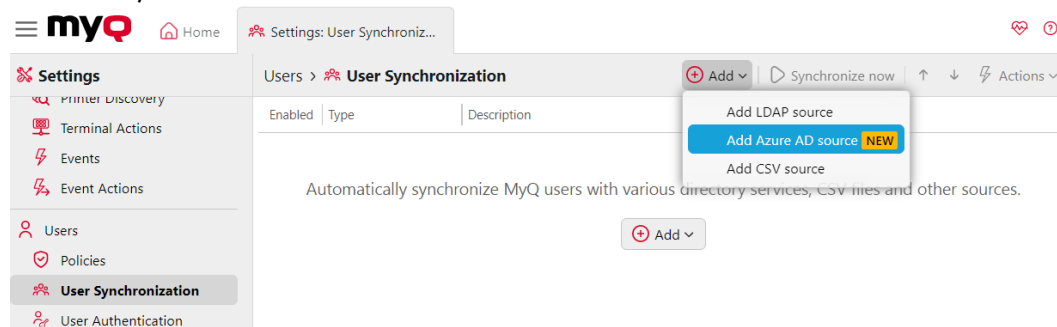 myQ Home Settings: User Synchroniz...
Settings
Users > User Synchronization
Add Synchronize now Actions
Printer Discovery
Terminal Actions
Events
Event Actions
Users
Policies
User Synchronization
User Authentication
Enabled Type Description
Add LDAP source
Add Azure AD source NEW
Add CSV source
Automatically synchronize MyQ users with various directory services, CSV files and other sources.
Add